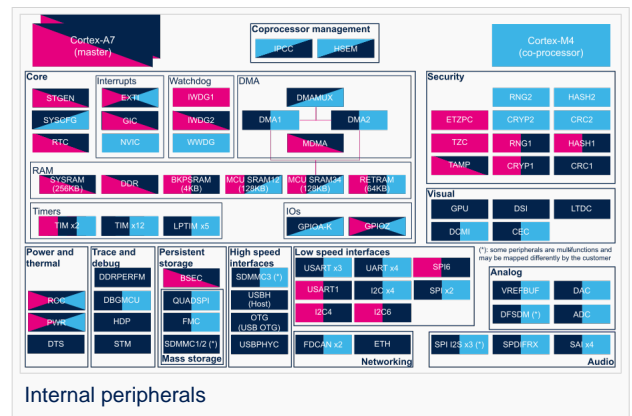 Cortex-A7
(master)
Coprocessor management
IPCC
HSEM
Cortex-M4
(co-processor)
Core
STGEN
SYSCFG
RTC
Interrupts
EXTI
GIC
NVIC
Watchdog
IWDG1
IWDG2
WWDG
DMA
DMAMUX
DMA1
DMA2
MDMA
Security
RNG2
HASH2
ETZPC
CRYP2
CRC2
TZC
RNG1
HASH1
TAMP
CRYP1
CRC1
RAM
SYSRAM
(256KB)
DDR
BKPSRAM
(4KB)
MCU SRAM12
(128KB)
MCU SRAM34
(128KB)
RETRAM
(64KB)
Timers
TIM x2
TIM x12
LPTIM x5
IOs
GPIOA-K
GPIOZ
Visual
GPU
DSI
LTDC
DCMI
CEC
(*): some peripherals are multifunctions and
may be mapped differently by the customer
Power and
thermal
RCC
PWR
DTS
Trace and
debug
DDRPERFM
DBGMCU
HDP
STM
Persistent
storage
BSEC
QUADSPI
FMC
SDMMC1/2 (*)
Mass storage
High speed
interfaces
SDMMC3 (*)
USBH
(Host)
OTG
(USB OTG)
USBPHYC
Low speed interfaces
USART x3
UART x4
SPI6
USART1
I2C x4
SPI x2
I2C4
I2C6
FDCAN x2
ETH
Networking
Analog
VREFBUF
DAC
DFSDM (*)
ADC
SPI I2S x3 (*)
SPDIFRX
SAI x4
Audio
Internal peripherals